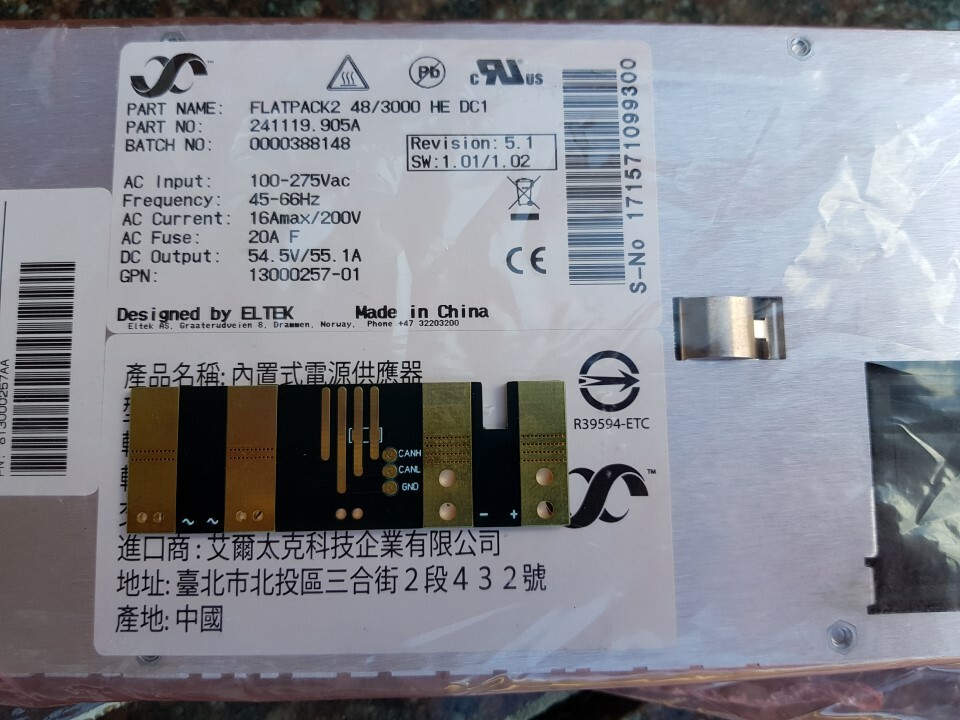 PART NAME: FLATPACK2 48/3000 HE DC1
PART NO: 241119.905A
BATCH NO: 0000388148
Revision: 5.1
SW:1.01/1.02
AC Input: 100-275Vac
Frequency: 45-66Hz
AC Current: 16Amax/200V
AC Fuse: 20A F
DC Output: 54.5V/55.1A
GPN: 13000257-01
Pb
c RU US
CE
S-No 171571099300
Designed by ELTEK Made in China
Eltek AS, Graaterudveien 8, Drammen, Norway, Phone +47 32203200
產品名稱: 內置式電源供應器
R39594-ETC
TM
CANH
CANL
GND
~ ~
- +
進口商: 艾爾太克科技企業有限公司
地址: 臺北市北投區三合街2段432號
產地: 中國